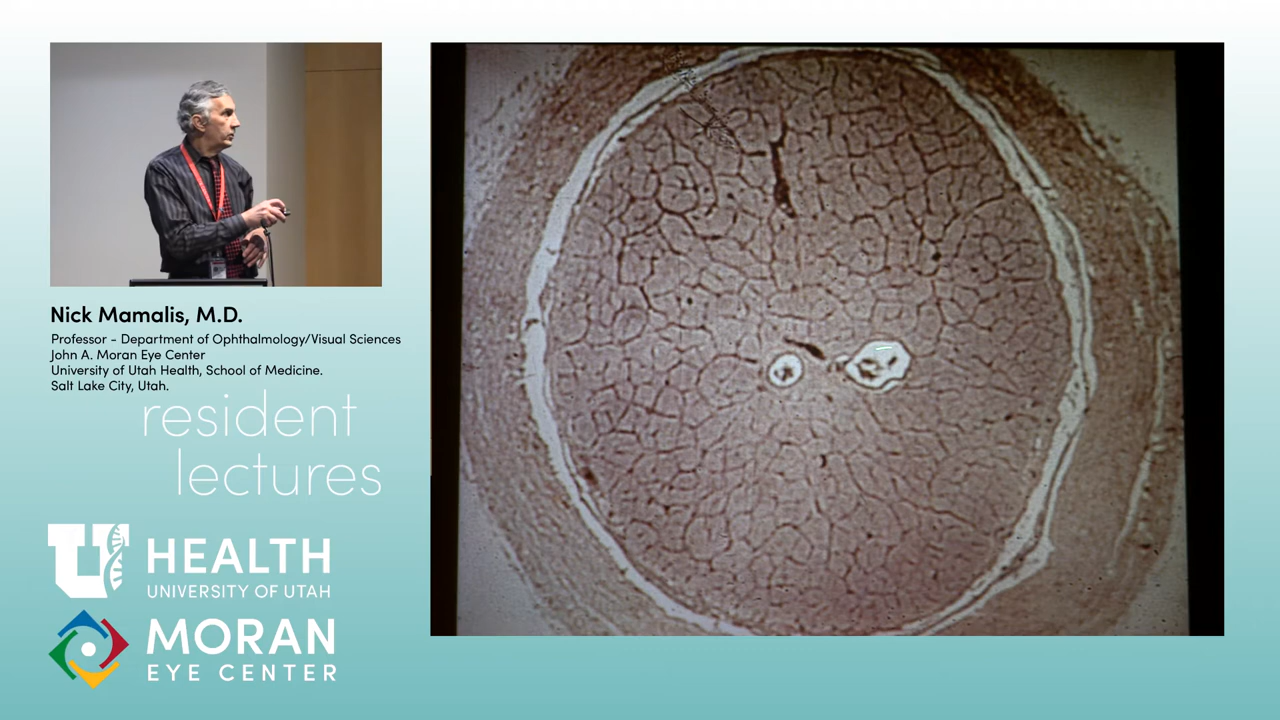 Nick Mamalis, M.D.
Professor - Department of Ophthalmology/Visual Sciences
John A. Moran Eye Center
University of Utah Health, School of Medicine.
Salt Lake City, Utah.
resident
lectures
U HEALTH
UNIVERSITY OF UTAH
MORAN
EYE CENTER